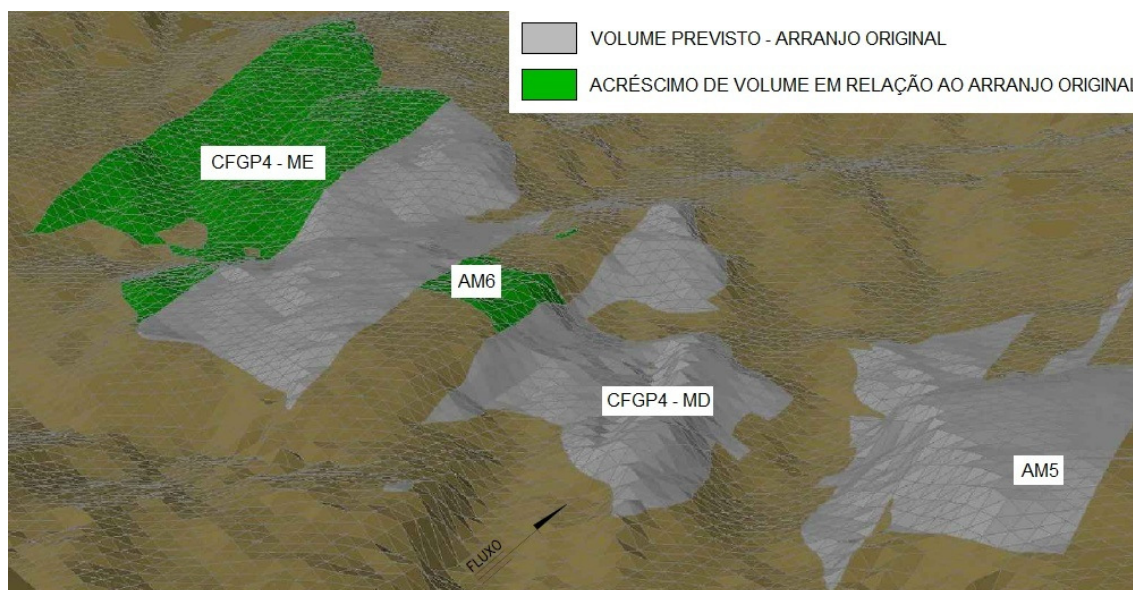 VOLUME PREVISTO - ARRANJO ORIGINAL
ACRÉSCIMO DE VOLUME EM RELAÇÃO AO ARRANJO ORIGINAL
CFGP4 - ME
AM6
CFGP4 - MD
AM5
FLUXO